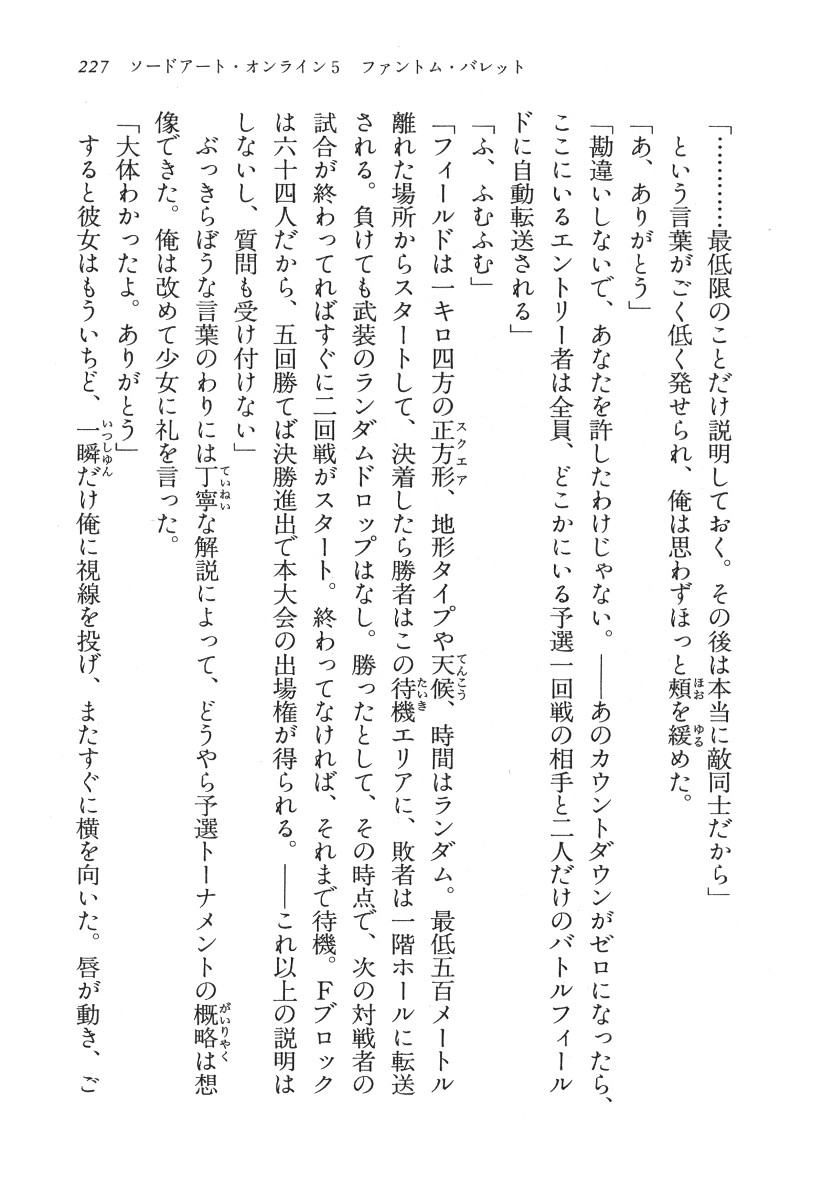 227 ソードアート・オンライン5 ファントム・バレット
「…………最低限のことだけ説明しておく。その後は本当に敵同士だから」
という言葉がごく低く発せられ、俺は思わずほっと頬を緩めた。
「あ、ありがとう」
「勘違いしないで、あなたを許したわけじゃない。――あのカウントダウンがゼロになったら、
ここにいるエントリー者は全員、どこかにいる予選一回戦の相手と二人だけのバトルフィール
ドに自動転送される」
「ふ、ふむふむ」
「フィールドは一キロ四方の正方形、地形タイプや天候、時間はランダム。最低五百メートル
離れた場所からスタートして、決着したら勝者はこの待機エリアに、敗者は一階ホールに転送
される。負けても武装のランダムドロップはなし。勝ったとして、その時点で、次の対戦者の
試合が終わってればすぐに二回戦がスタート。終わってなければ、それまで待機。Fブロック
は六十四人だから、五回勝てば決勝進出で本大会の出場権が得られる。――これ以上の説明は
しないし、質問も受け付けない」
ぶっきらぼうな言葉のわりには丁寧な解説によって、どうやら予選トーナメントの概略は想
像できた。俺は改めて少女に礼を言った。
「大体わかったよ。ありがとう」
すると彼女はもういちど、一瞬だけ俺に視線を投げ、またすぐに横を向いた。唇が動き、ご